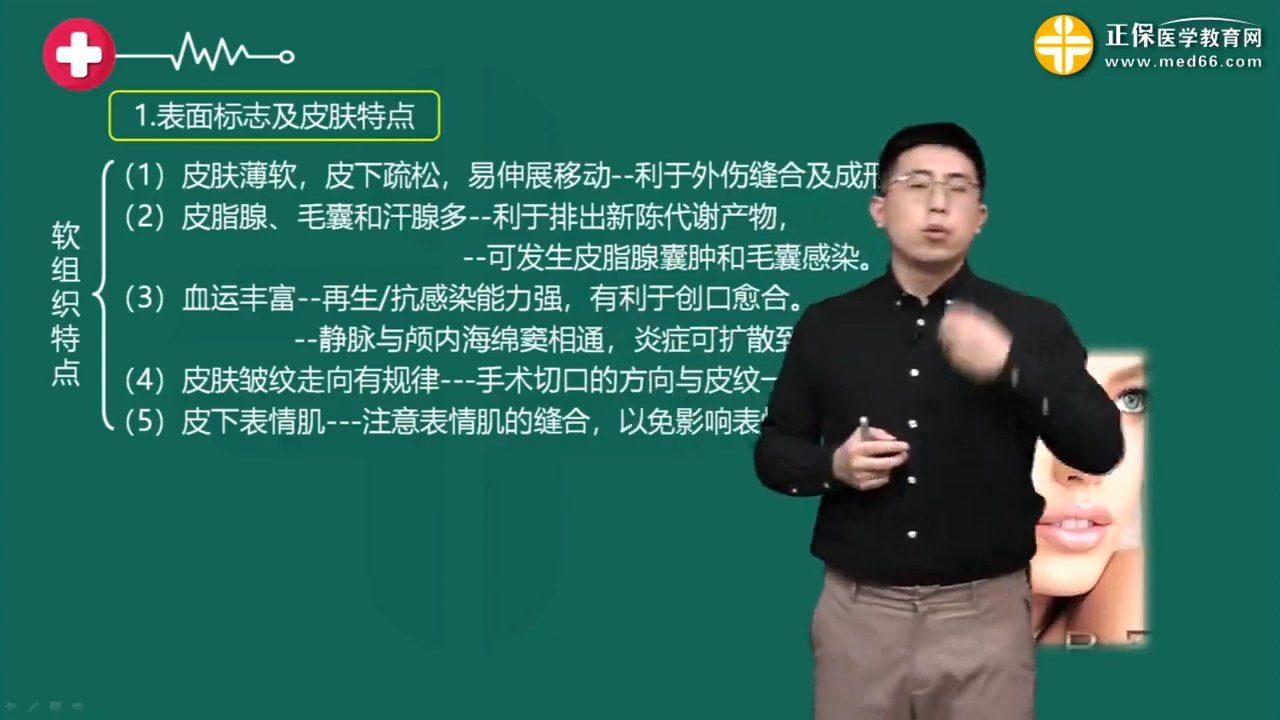 正保医学教育网
www.med66.com
1.表面标志及皮肤特点
软组织特点
（1）皮肤薄软，皮下疏松，易伸展移动--利于外伤缝合及成形
（2）皮脂腺、毛囊和汗腺多--利于排出新陈代谢产物，
--可发生皮脂腺囊肿和毛囊感染。
（3）血运丰富--再生/抗感染能力强，有利于创口愈合。
--静脉与颅内海绵窦相通，炎症可扩散到
（4）皮肤皱纹走向有规律---手术切口的方向与皮纹一
（5）皮下表情肌---注意表情肌的缝合，以免影响表